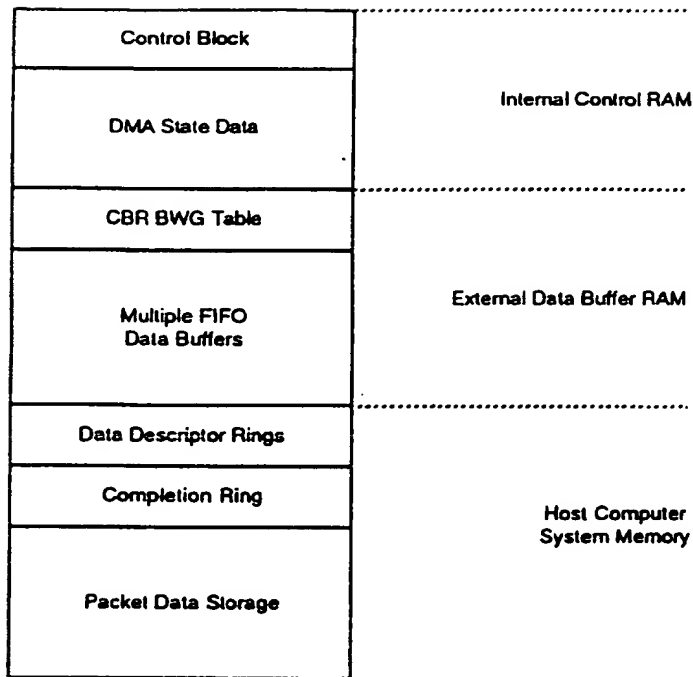 Control Block
DMA State Data
Internal Control RAM
CBR BWG Table
Multiple FIFO
Data Buffers
External Data Buffer RAM
Data Descriptor Rings
Completion Ring
Packet Data Storage
Host Computer
System Memory